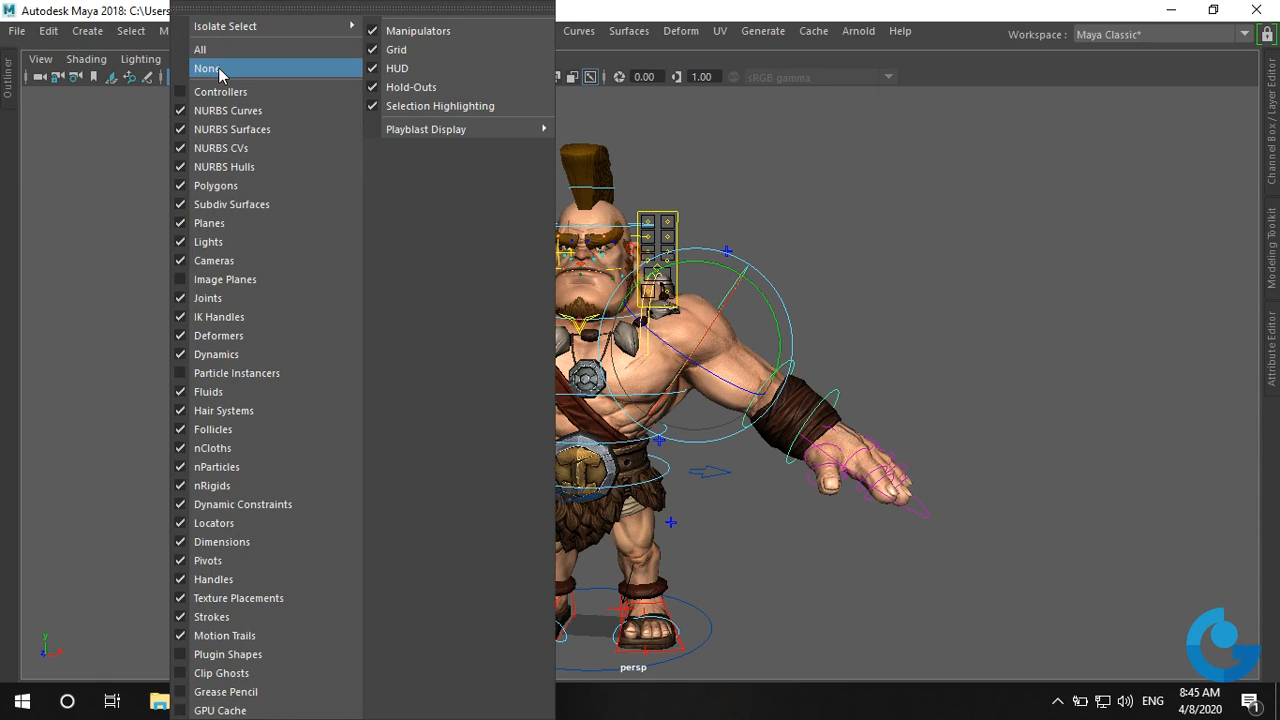 Autodesk Maya 2018: C:\Users
File Edit Create Select M Curves Surfaces Deform UV Generate Cache Arnold Help Workspace: Maya Classic*
View Shading Lighting
0.00 1.00 sRGB gamma
Outliner
Isolate Select
All
None
Controllers
NURBS Curves
NURBS Surfaces
NURBS CVs
NURBS Hulls
Polygons
Subdiv Surfaces
Planes
Lights
Cameras
Image Planes
Joints
IK Handles
Deformers
Dynamics
Particle Instancers
Fluids
Hair Systems
Follicles
nCloths
nParticles
nRigids
Dynamic Constraints
Locators
Dimensions
Pivots
Handles
Texture Placements
Strokes
Motion Trails
Plugin Shapes
Clip Ghosts
Grease Pencil
GPU Cache
Manipulators
Grid
HUD
Hold-Outs
Selection Highlighting
Playblast Display
Channel Box / Layer Editor
Modeling Toolkit
Attribute Editor
y
persp
ENG
8:45 AM
4/8/2020
1